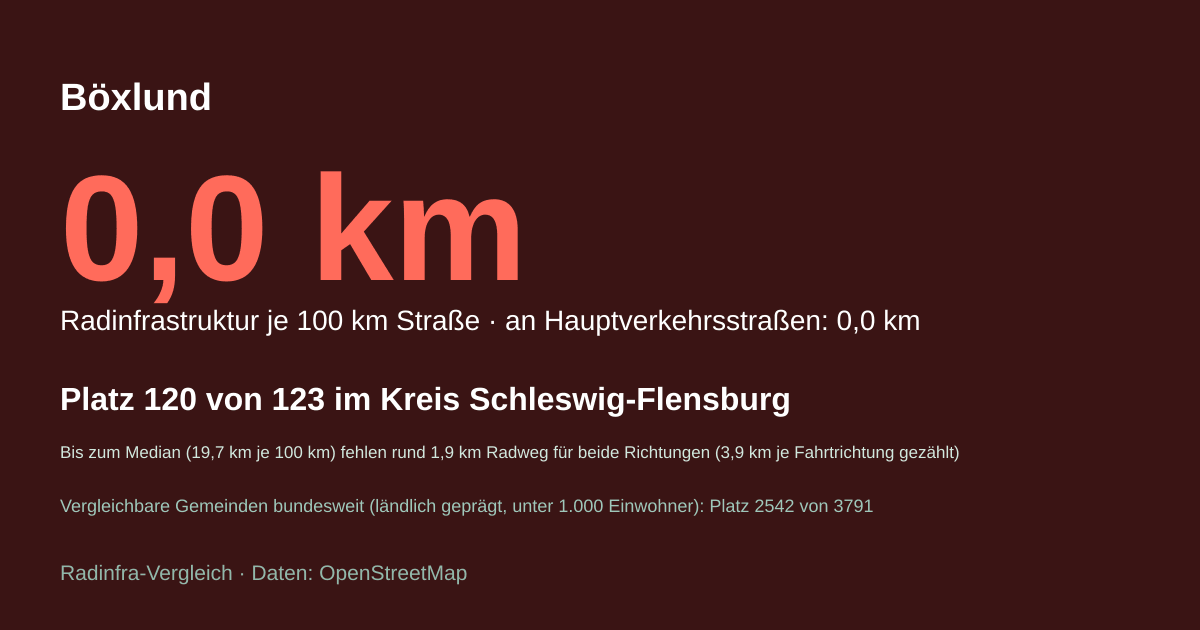 Böxlund
0,0 km
Radinfrastruktur je 100 km Straße · an Hauptverkehrsstraßen: 0,0 km
Platz 120 von 123 im Kreis Schleswig-Flensburg
Bis zum Median (19,7 km je 100 km) fehlen rund 1,9 km Radweg für beide Richtungen (3,9 km je Fahrtrichtung gezählt)
Vergleichbare Gemeinden bundesweit (ländlich geprägt, unter 1.000 Einwohner): Platz 2542 von 3791
Radinfra-Vergleich · Daten: OpenStreetMap